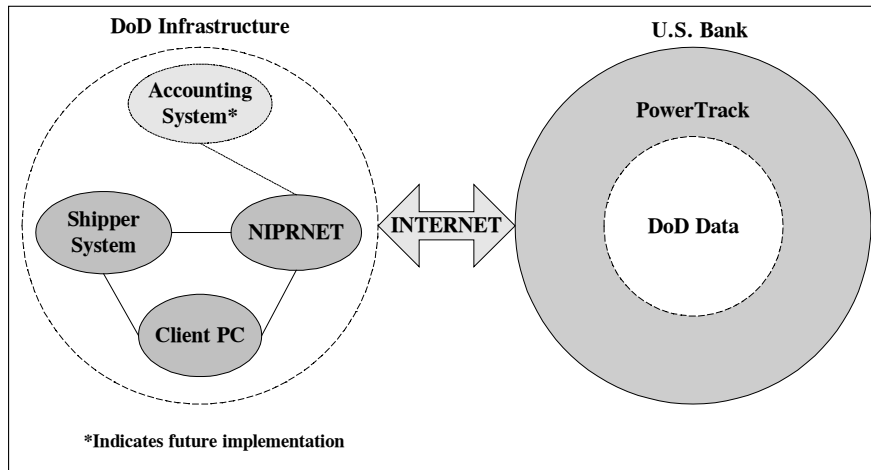 DoD Infrastructure
U.S. Bank
Accounting
System*
PowerTrack
Shipper
System
NIPRNET
INTERNET
DoD Data
Client PC
*Indicates future implementation